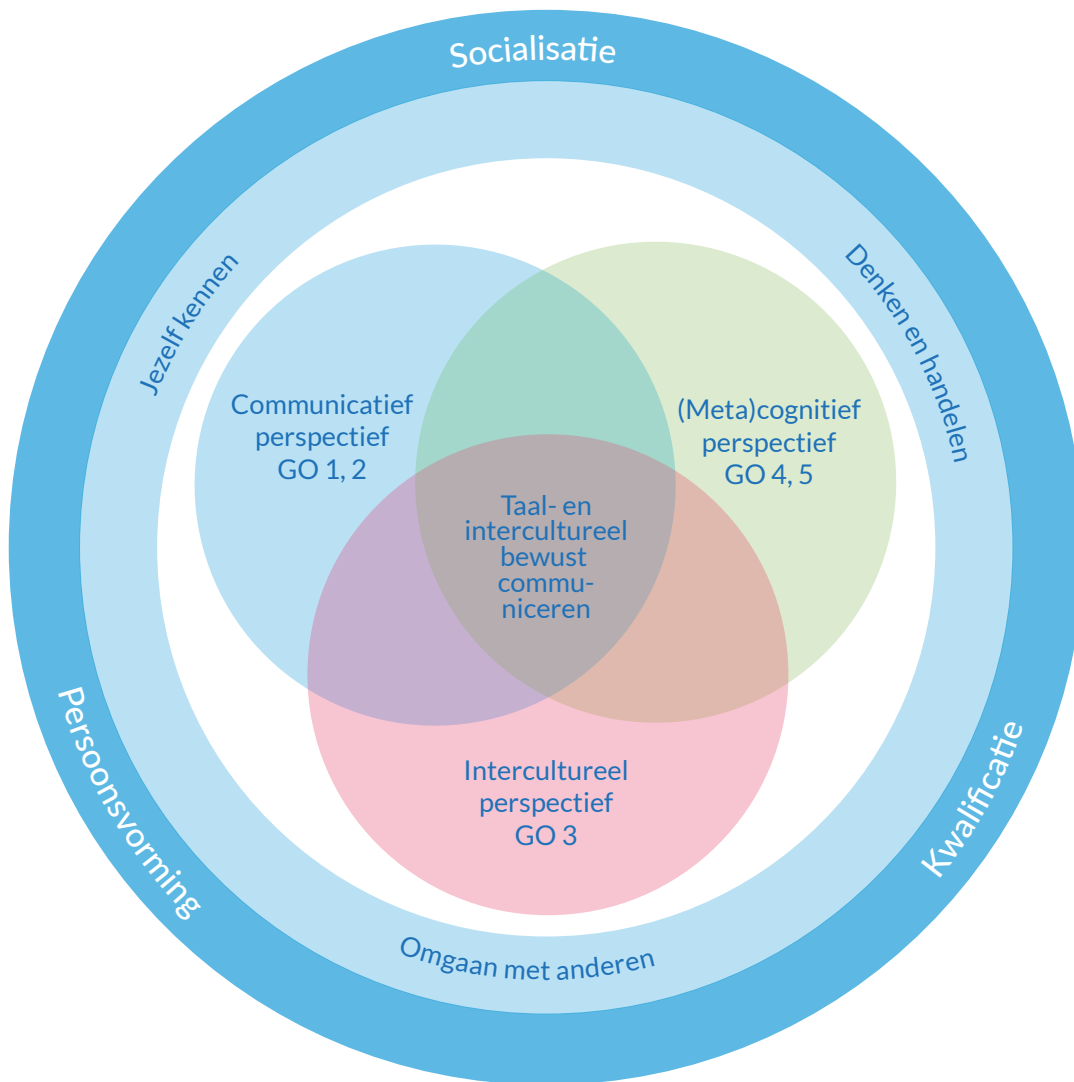 Socialisatie
Jezelf kennen
Denken en handelen
Communicatief
perspectief
GO 1, 2
(Meta)cognitief
perspectief
GO 4, 5
Taal- en
intercultureel
bewust
commu-
niceren
Intercultureel
perspectief
GO 3
Persoonsvorming
Kwalificatie
Omgaan met anderen